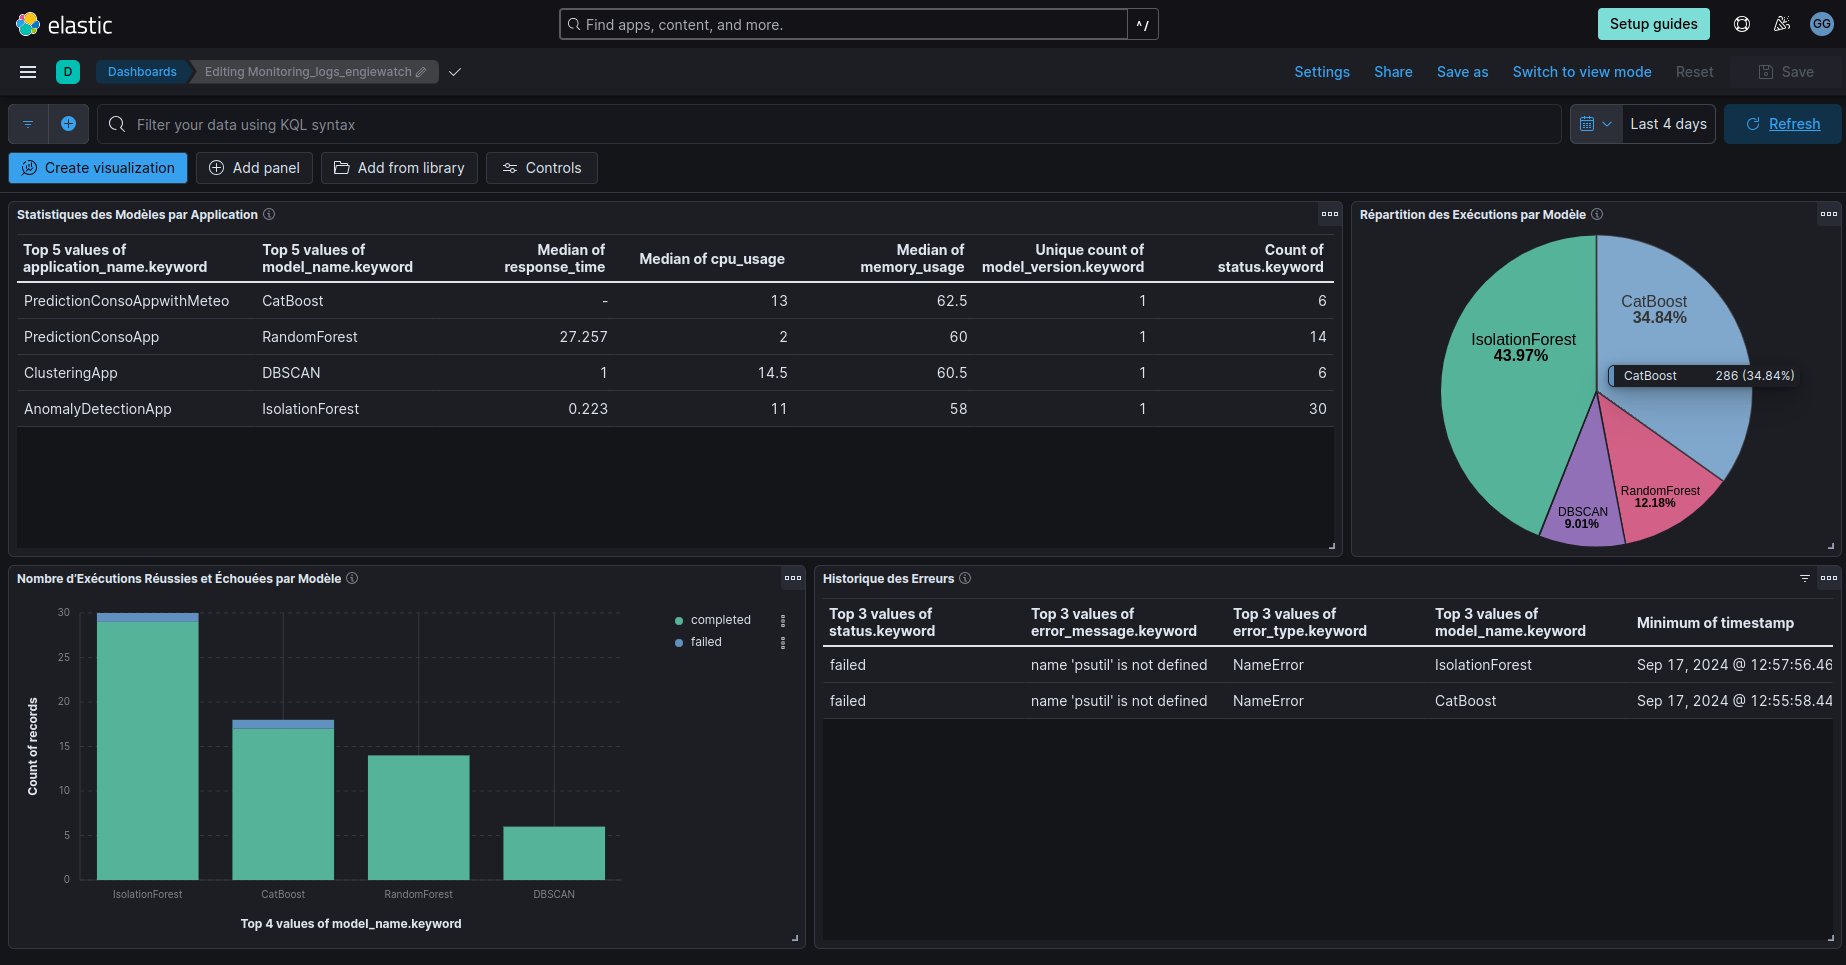 elastic
Find apps, content, and more.
^/
Setup guides
GG
D
Dashboards
Editing Monitoring_logs_engiewatch
Settings
Share
Save as
Switch to view mode
Reset
Save
Filter your data using KQL syntax
Last 4 days
Refresh
Create visualization
Add panel
Add from library
Controls
Statistiques des Modèles par Application
Top 5 values of application_name.keyword
Top 5 values of model_name.keyword
Median of response_time
Median of cpu_usage
Median of memory_usage
Unique count of model_version.keyword
Count of status.keyword
PredictionConsoAppwithMeteo CatBoost - 13 62.5 1 6
PredictionConsoApp RandomForest 27.257 2 60 1 14
ClusteringApp DBSCAN 1 14.5 60.5 1 6
AnomalyDetectionApp IsolationForest 0.223 11 58 1 30
Répartition des Exécutions par Modèle
CatBoost
34.84%
IsolationForest
43.97%
CatBoost 286 (34.84%)
RandomForest
12.18%
DBSCAN
9.01%
Nombre d'Exécutions Réussies et Échouées par Modèle
30
25
20
15
10
5
0
Count of records
IsolationForest
CatBoost
RandomForest
DBSCAN
Top 4 values of model_name.keyword
completed
failed
Historique des Erreurs
Top 3 values of status.keyword
Top 3 values of error_message.keyword
Top 3 values of error_type.keyword
Top 3 values of model_name.keyword
Minimum of timestamp
failed name 'psutil' is not defined NameError IsolationForest Sep 17, 2024 @ 12:57:56.46
failed name 'psutil' is not defined NameError CatBoost Sep 17, 2024 @ 12:55:58.44